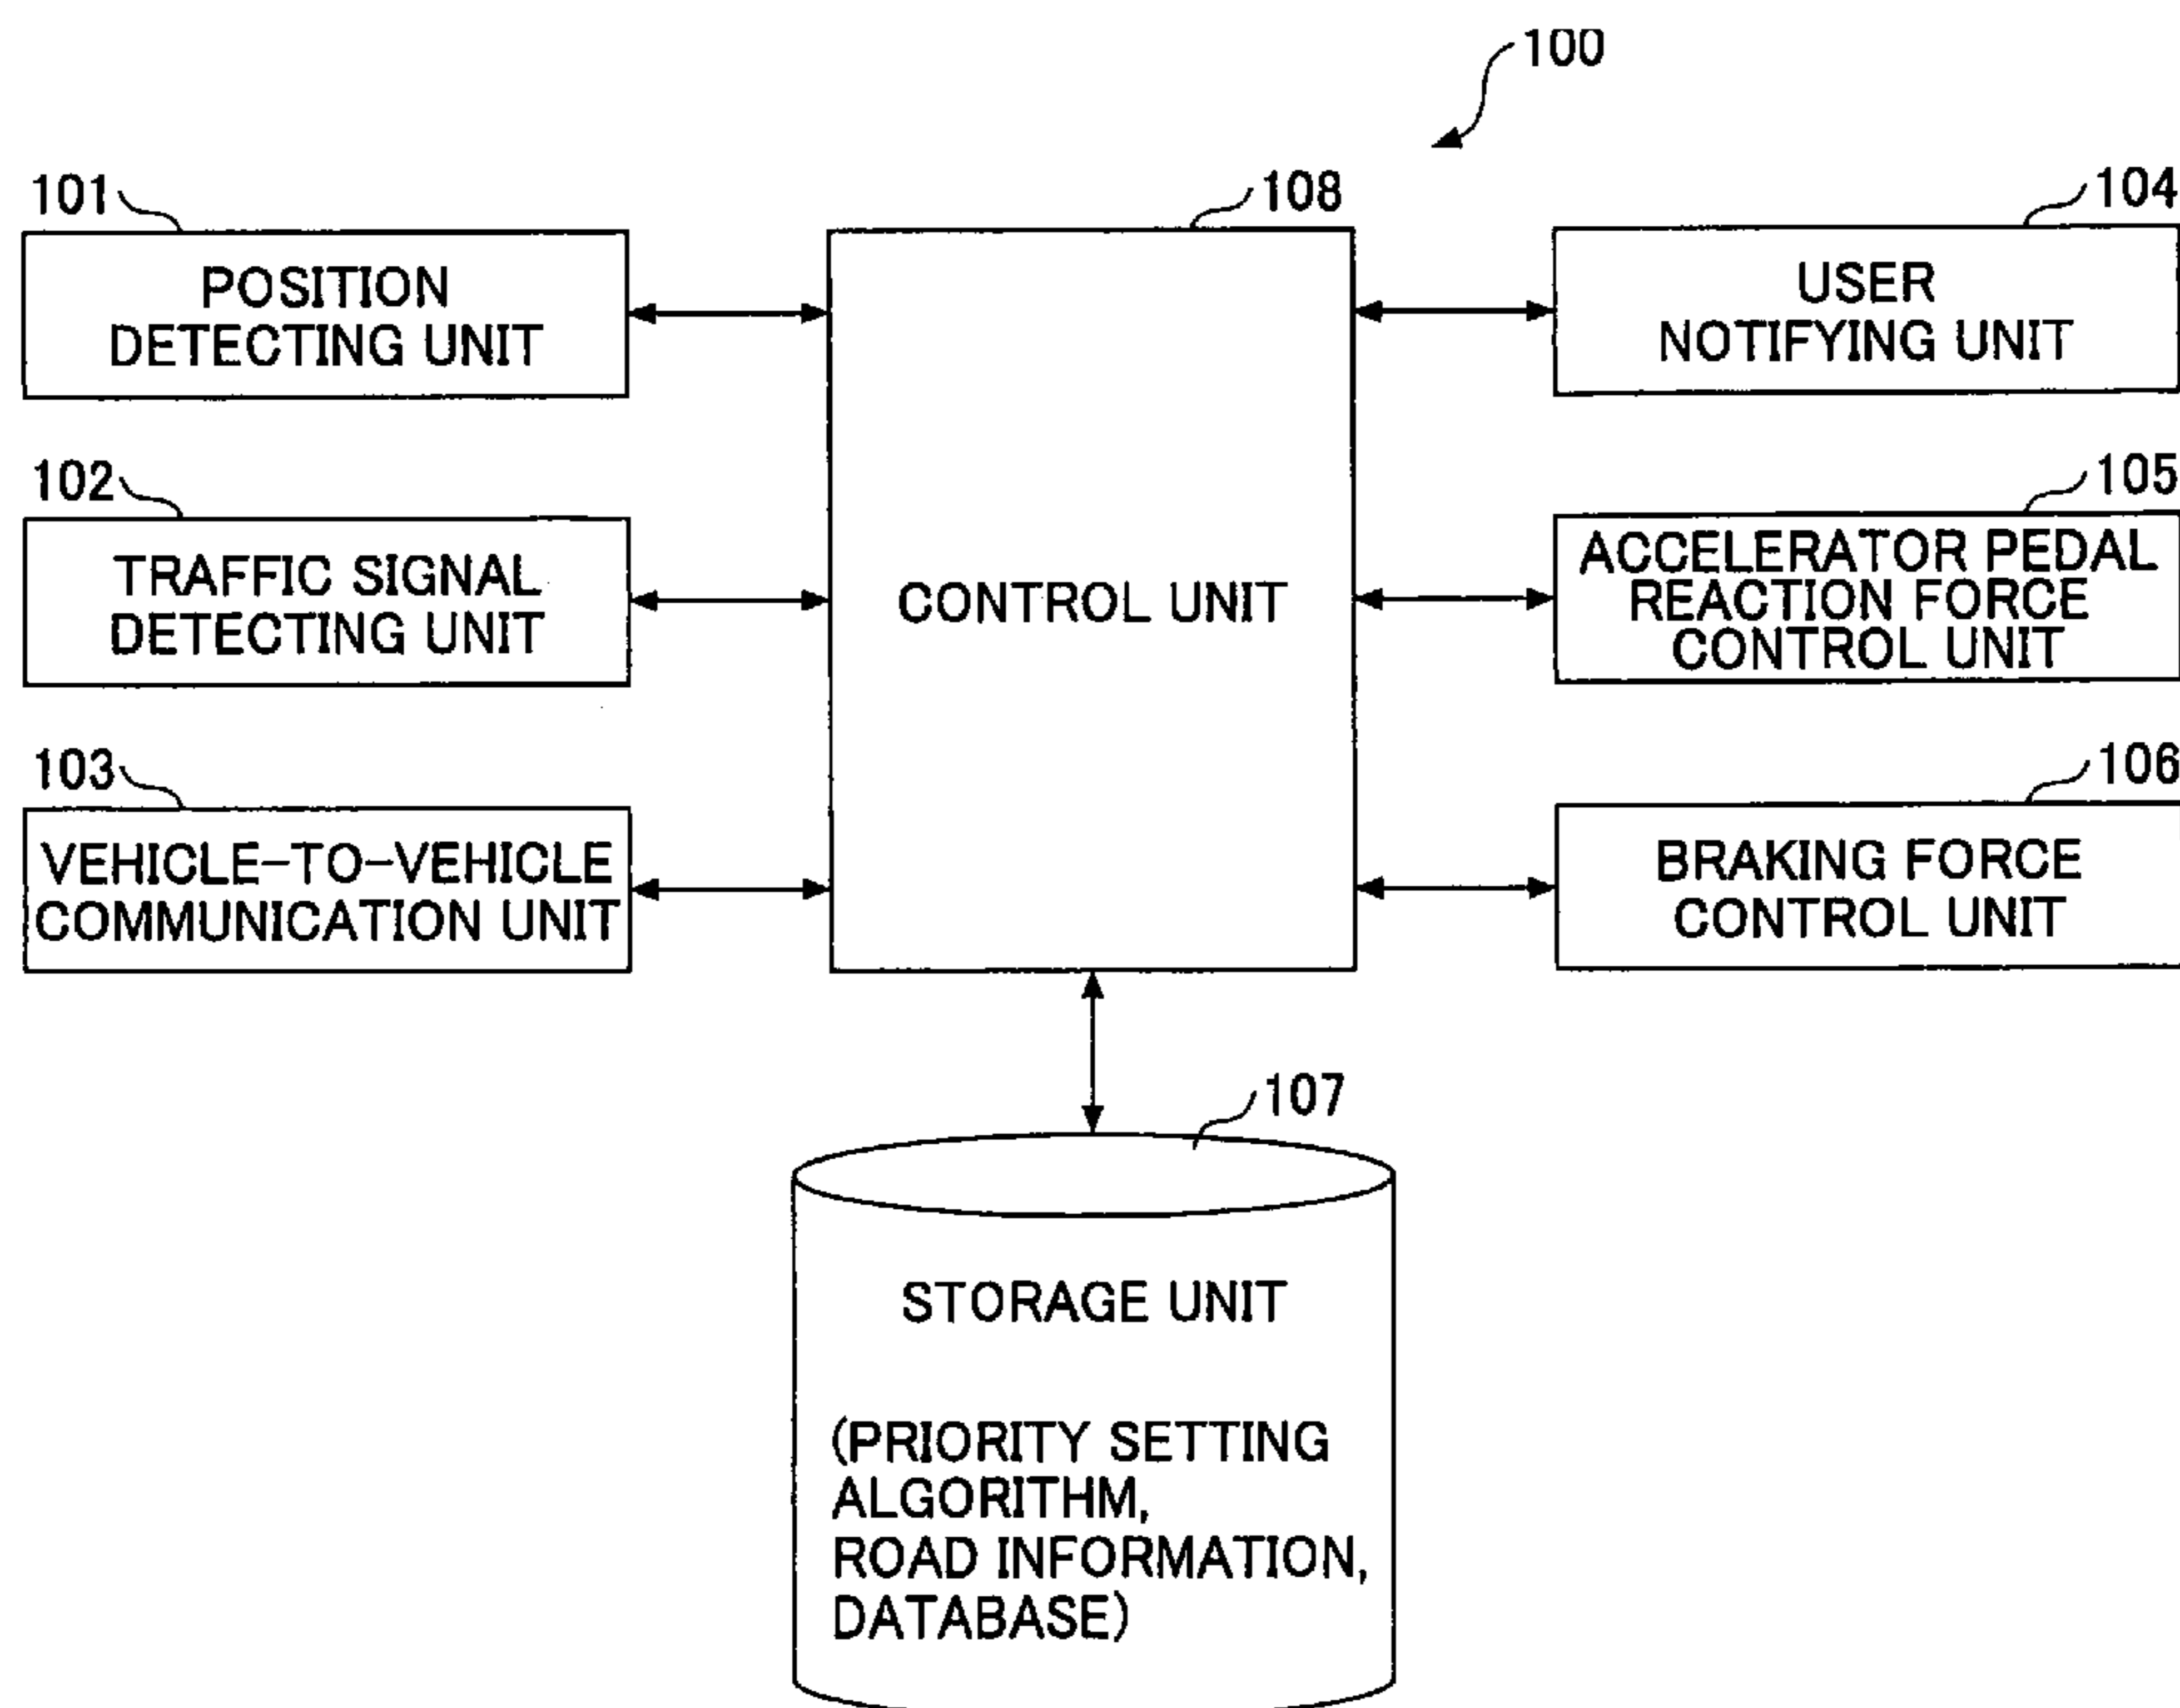 100
101
108
104
POSITION
DETECTING UNIT
USER
NOTIFYING UNIT
102
105
TRAFFIC SIGNAL
DETECTING UNIT
CONTROL UNIT
ACCELERATOR PEDAL
REACTION FORCE
CONTROL UNIT
103
106
VEHICLE-TO-VEHICLE
COMMUNICATION UNIT
BRAKING FORCE
CONTROL UNIT
107
STORAGE UNIT
(PRIORITY SETTING
ALGORITHM,
ROAD INFORMATION,
DATABASE)